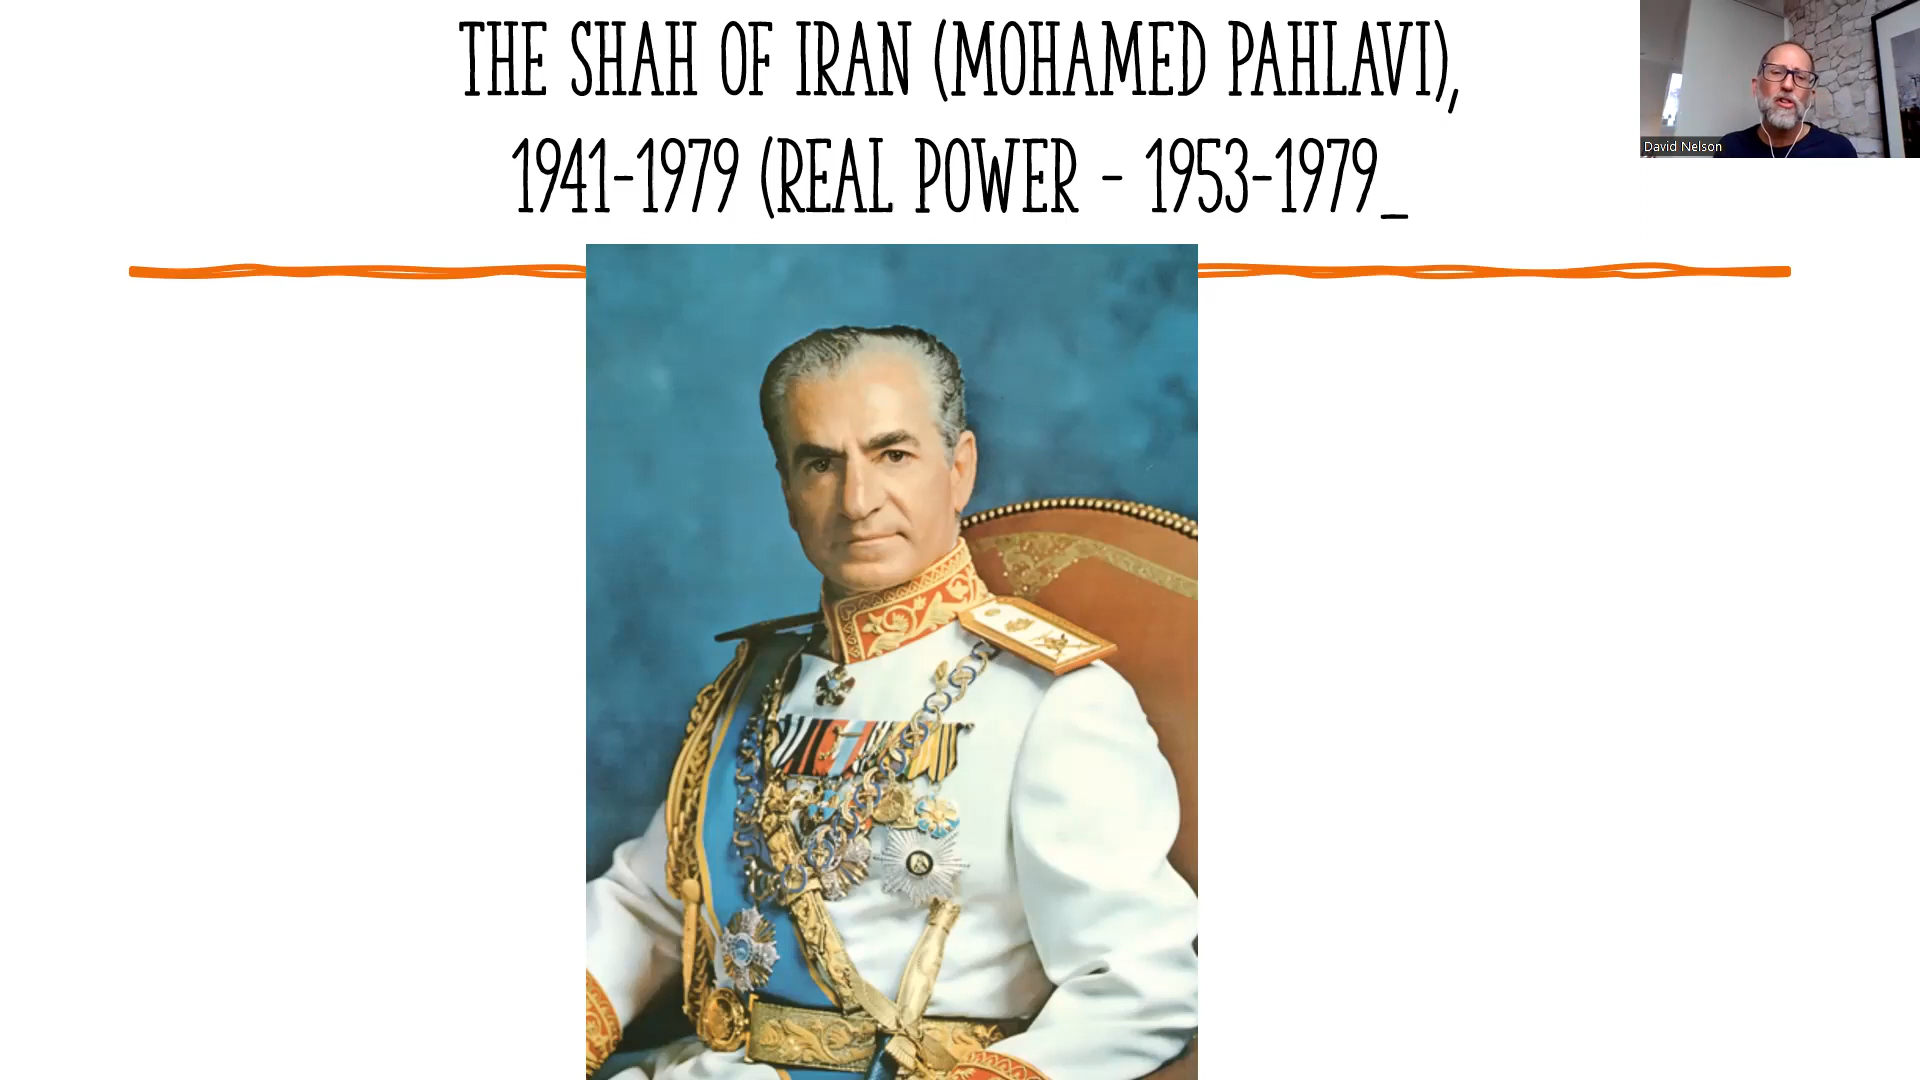 THE SHAH OF IRAN (MOHAMED PAHLAVI),
1941-1979 (REAL POWER - 1953-1979_
David Nelson